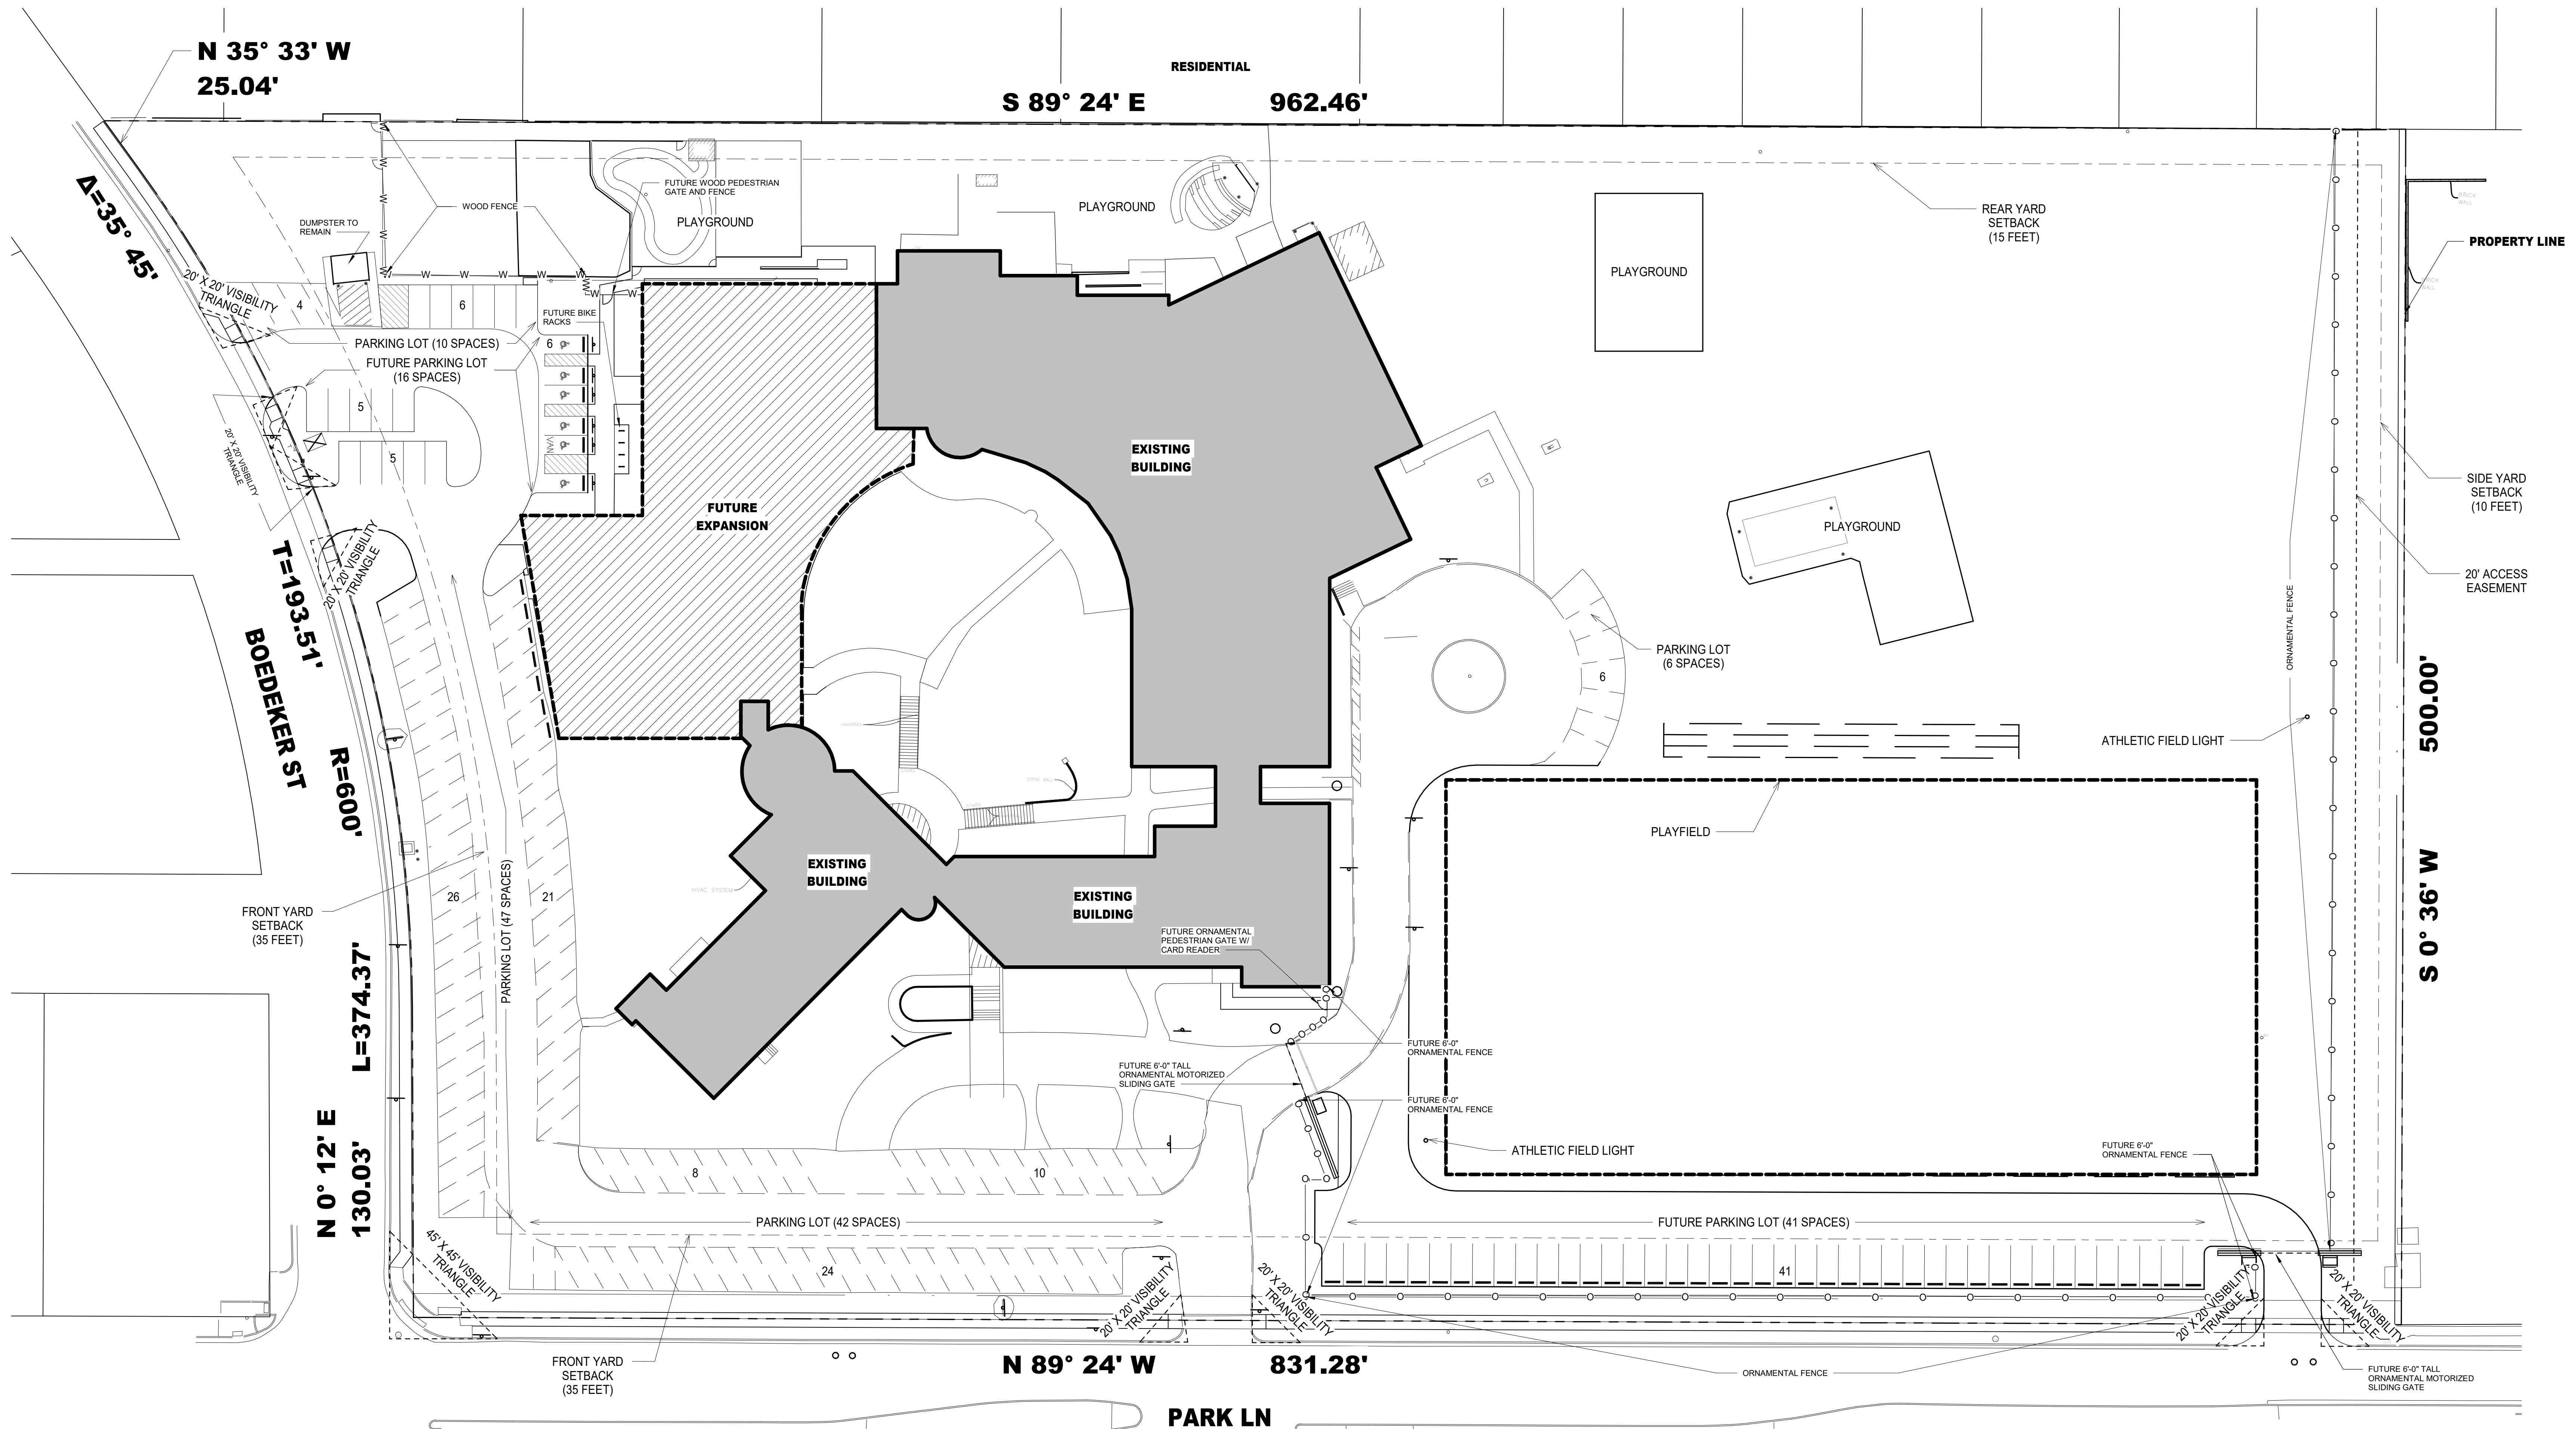 N 35° 33' W
25.04'
RESIDENTIAL
S 89° 24' E
962.46'
Δ=35° 45'
DUMPSTER TO
REMAIN
WOOD FENCE
FUTURE WOOD PEDESTRIAN
GATE AND FENCE
PLAYGROUND
PLAYGROUND
PLAYGROUND
REAR YARD
SETBACK
(15 FEET)
BRICK
WALL
PROPERTY LINE
BRICK
WALL
W
W
W
W
W
W
W
W
W
W
W
W
20' X 20' VISIBILITY
TRIANGLE
4
6
FUTURE BIKE
RACKS
PARKING LOT (10 SPACES)
6
FUTURE PARKING LOT
(16 SPACES)
5
5
VAN
20' X 20' VISIBILITY
TRIANGLE
20' X 20' VISIBILITY
TRIANGLE
EXISTING
BUILDING
FUTURE
EXPANSION
PLAYGROUND
SIDE YARD
SETBACK
(10 FEET)
20' ACCESS
EASEMENT
ORNAMENTAL FENCE
T=193.51'
BOEDEKER ST
R=600'
PARKING LOT
(6 SPACES)
6
500.00'
S 0° 36' W
ATHLETIC FIELD LIGHT
PLAYFIELD
HVAC SYSTEM
EXISTING
BUILDING
EXISTING
BUILDING
26
21
PARKING LOT (47 SPACES)
FRONT YARD
SETBACK
(35 FEET)
L=374.37'
N 0° 12' E
130.03'
FUTURE ORNAMENTAL
PEDESTRIAN GATE W/
CARD READER
FUTURE 6'-0"
ORNAMENTAL FENCE
FUTURE 6'-0" TALL
ORNAMENTAL MOTORIZED
SLIDING GATE
FUTURE 6'-0"
ORNAMENTAL FENCE
ATHLETIC FIELD LIGHT
FUTURE 6'-0"
ORNAMENTAL FENCE
8
10
PARKING LOT (42 SPACES)
FUTURE PARKING LOT (41 SPACES)
24
41
45' X 45' VISIBILITY
TRIANGLE
20' X 20' VISIBILITY
TRIANGLE
20' X 20' VISIBILITY
TRIANGLE
20' X 20' VISIBILITY
TRIANGLE
20' X 20' VISIBILITY
TRIANGLE
FRONT YARD
SETBACK
(35 FEET)
N 89° 24' W
831.28'
ORNAMENTAL FENCE
FUTURE 6'-0" TALL
ORNAMENTAL MOTORIZED
SLIDING GATE
PARK LN